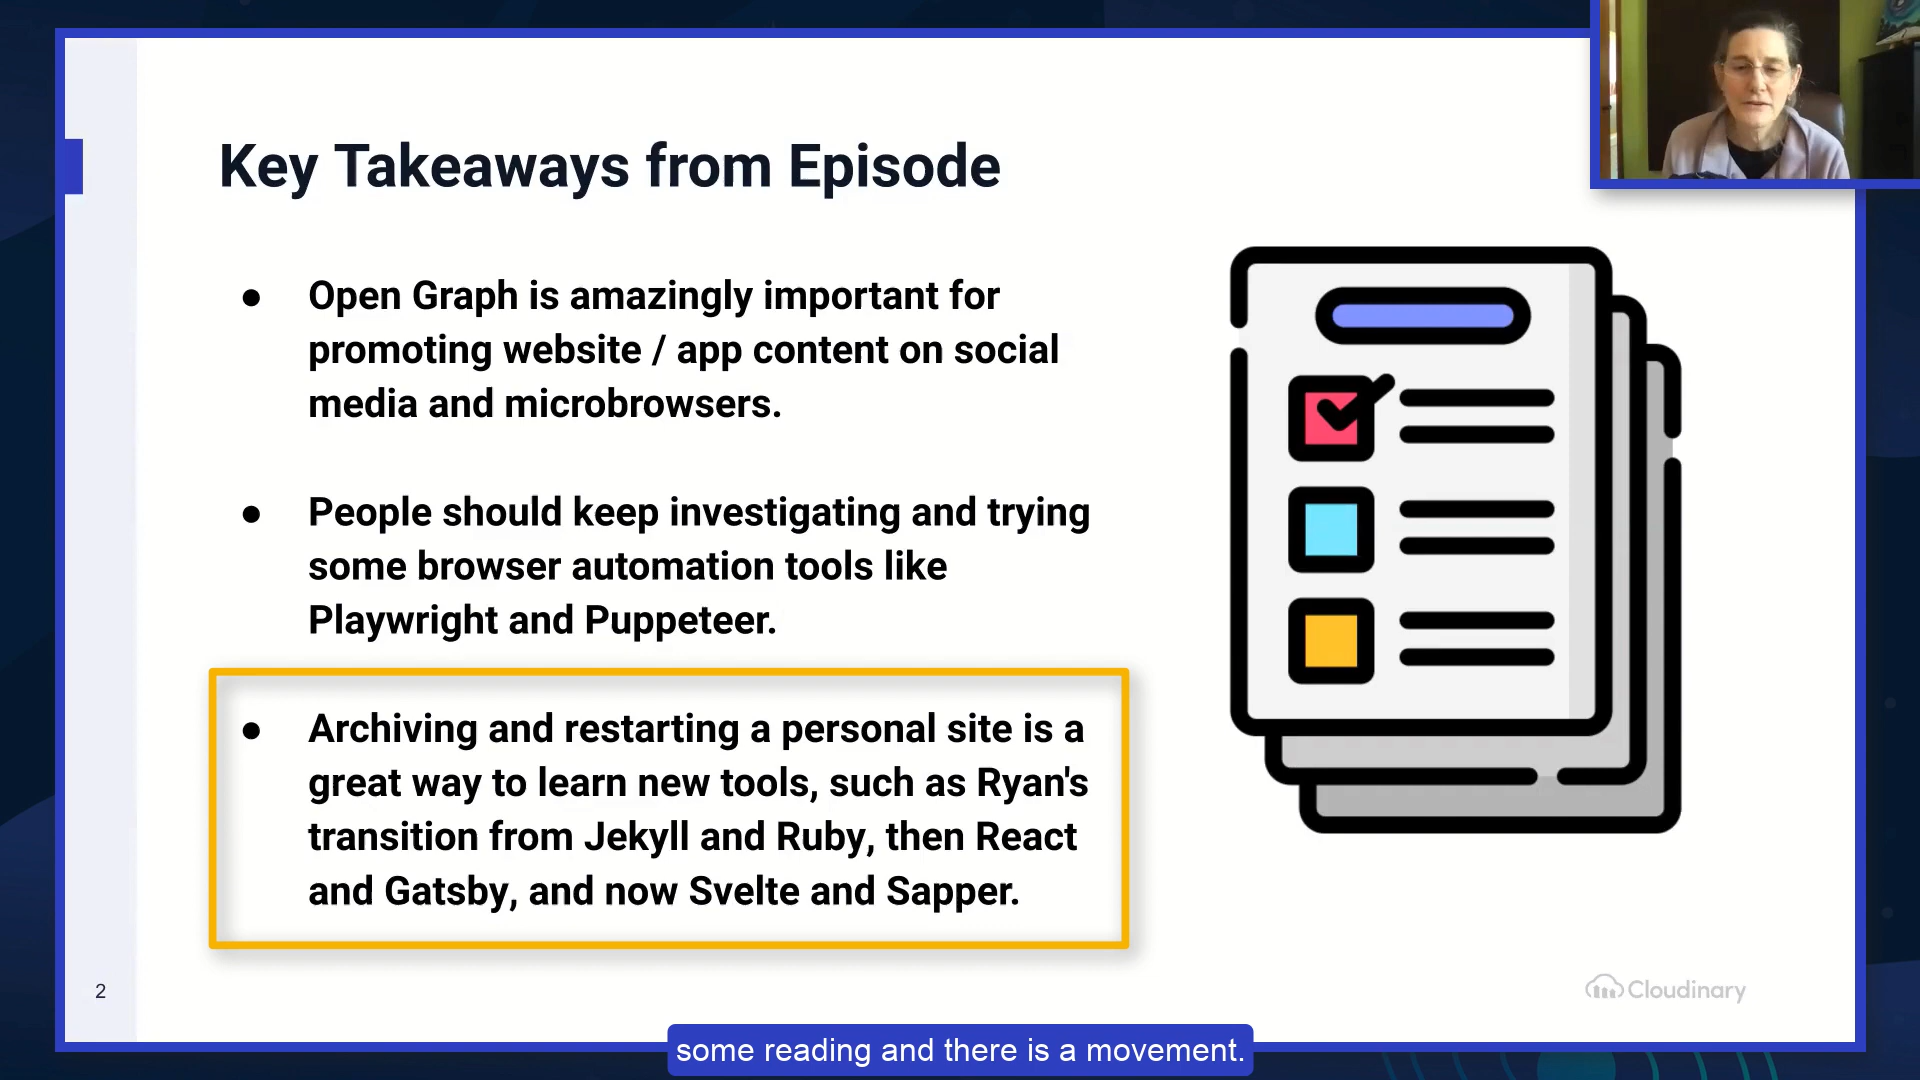 Key Takeaways from Episode
● Open Graph is amazingly important for
promoting website / app content on social
media and microbrowsers.
● People should keep investigating and trying
some browser automation tools like
Playwright and Puppeteer.
● Archiving and restarting a personal site is a
great way to learn new tools, such as Ryan's
transition from Jekyll and Ruby, then React
and Gatsby, and now Svelte and Sapper.
2
Cloudinary
some reading and there is a movement.